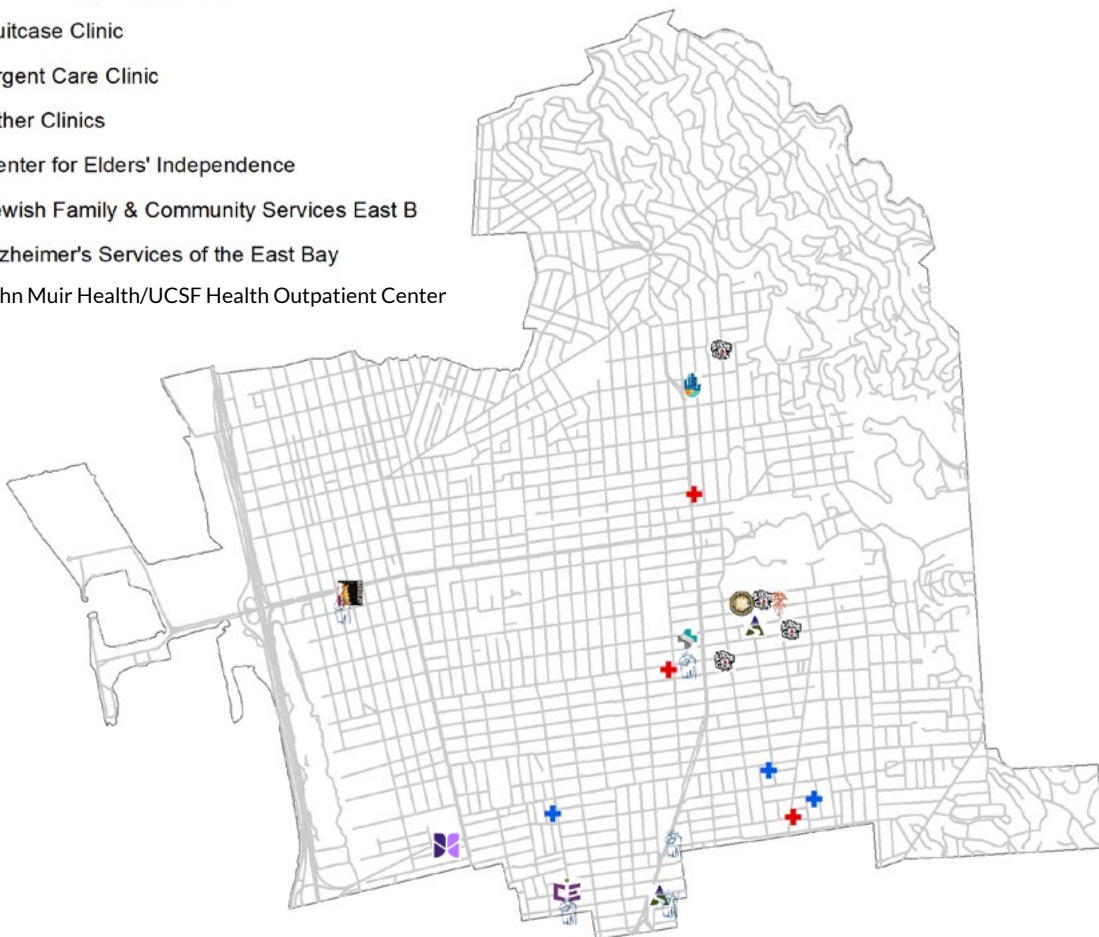 uitcase Clinic
rgent Care Clinic
ther Clinics
enter for Elders' Independence
ewish Family & Community Services East B
zheimer's Services of the East Bay
hn Muir Health/UCSF Health Outpatient Center
CE